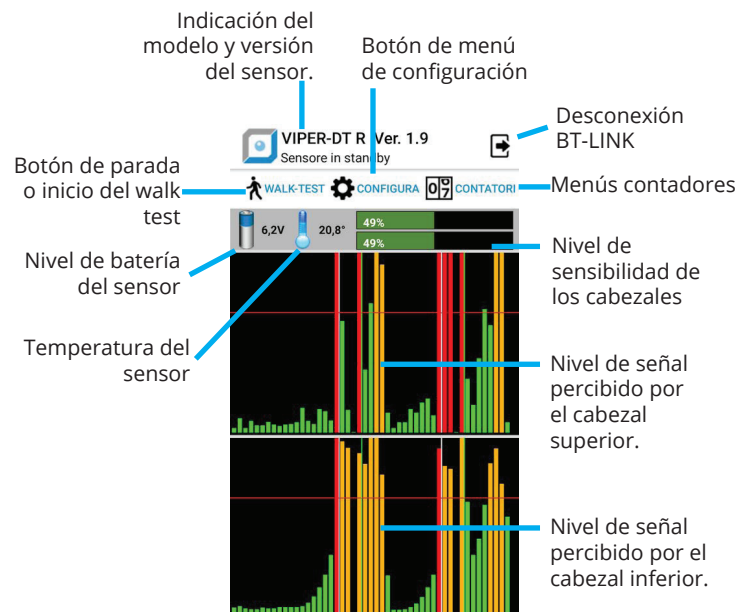 Indicación del
modelo y versión
del sensor.
Botón de menú
de configuración
Desconexión
BT-LINK
VIPER-DT R Ver. 1.9
Sensore in standby
Botón de parada
o inicio del walk
test
WALK-TEST
CONFIGURA
CONTATORI
Menús contadores
6,2V
20,8°
49%
49%
Nivel de batería
del sensor
Nivel de
sensibilidad de
los cabezales
Temperatura del
sensor
Nivel de señal
percibido por
el cabezal
superior.
Nivel de señal
percibido por el
cabezal inferior.